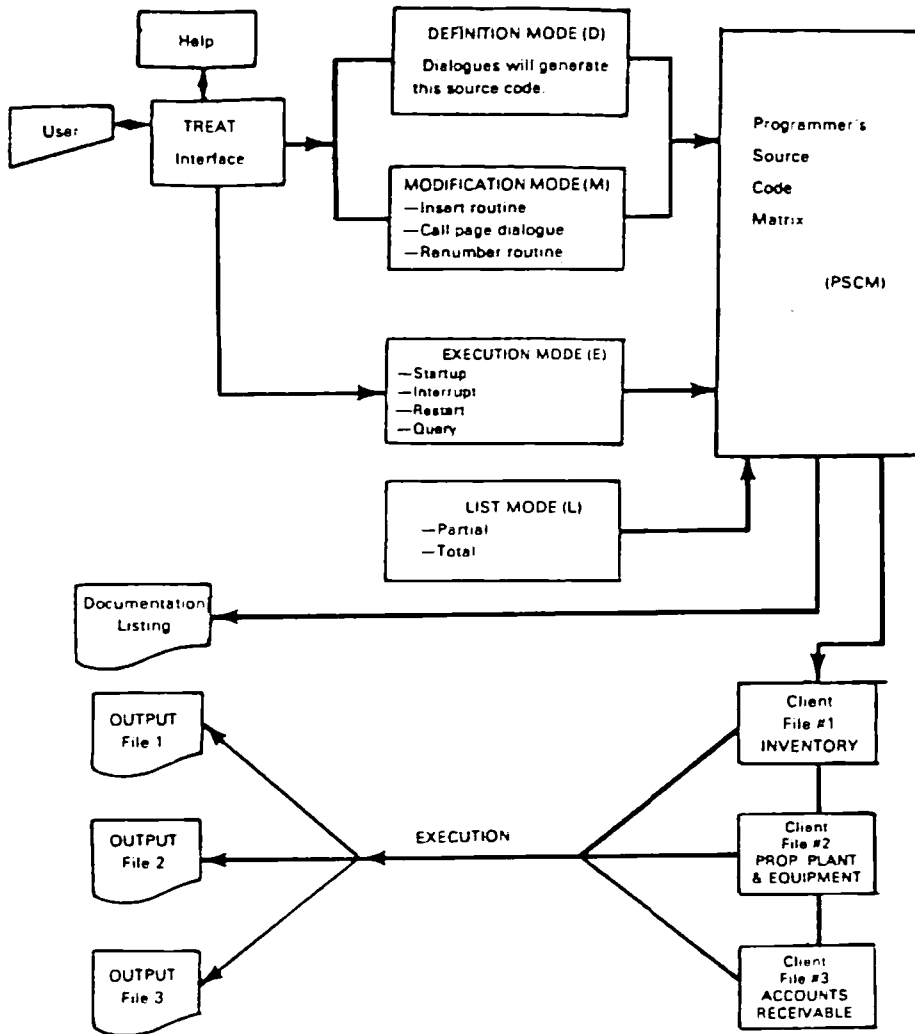 Help
User
TREAT
Interface
DEFINITION MODE (D)
Dialogues will generate
this source code.
MODIFICATION MODE (M)
—Insert routine
—Call page dialogue
—Renumber routine
EXECUTION MODE (E)
—Startup
—Interrupt
—Restart
—Query
LIST MODE (L)
—Partial
—Total
Programmer's
Source
Code
Matrix
(PSCM)
Documentation
Listing
OUTPUT
File 1
OUTPUT
File 2
OUTPUT
File 3
EXECUTION
Client
File #1
INVENTORY
Client
File #2
PROP PLANT
& EQUIPMENT
Client
File #3
ACCOUNTS
RECEIVABLE